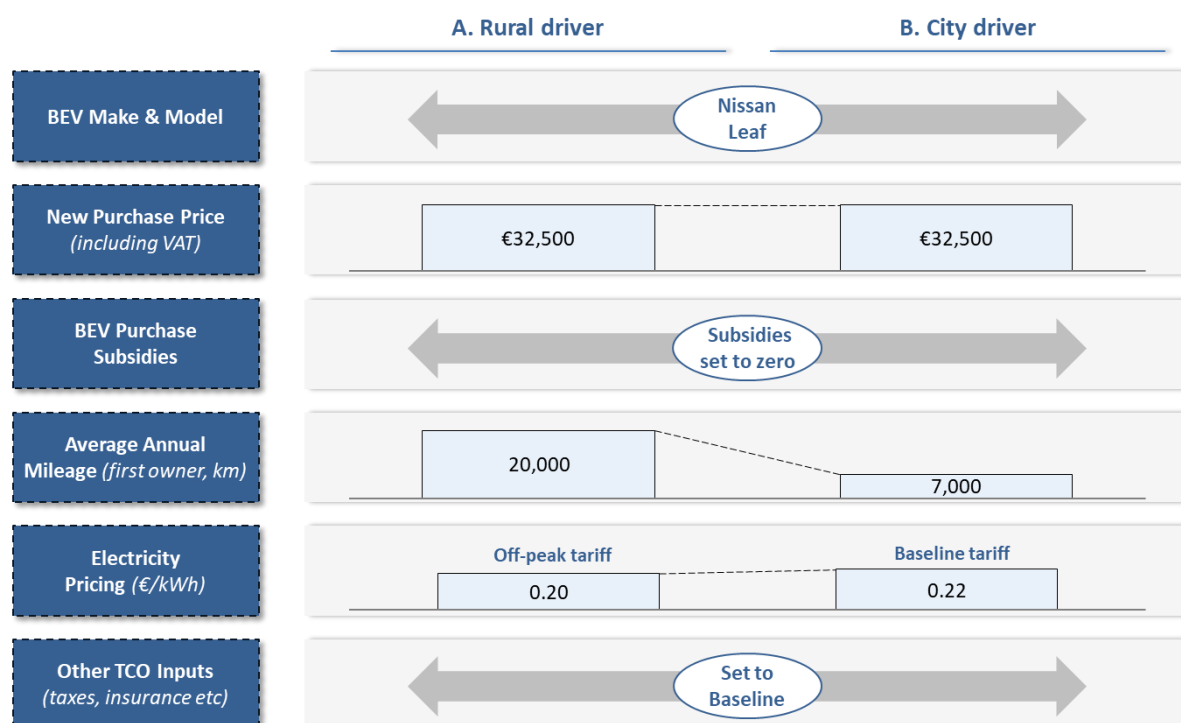 A. Rural driver
B. City driver
BEV Make & Model
Nissan
Leaf
New Purchase Price
(including VAT)
€32,500
€32,500
BEV Purchase
Subsidies
Subsidies
set to zero
Average Annual
Mileage (first owner, km)
20,000
7,000
Electricity
Pricing (€/kWh)
Off-peak tariff
0.20
Baseline tariff
0.22
Other TCO Inputs
(taxes, insurance etc)
Set to
Baseline